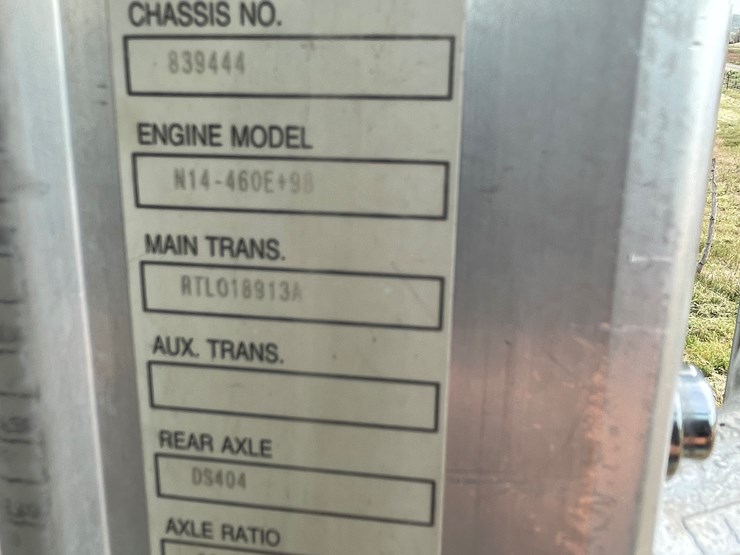 CHASSIS NO.
839444
ENGINE MODEL
N14-460E+98
MAIN TRANS.
RTLO18913A
AUX. TRANS.
REAR AXLE
DS404
AXLE RATIO